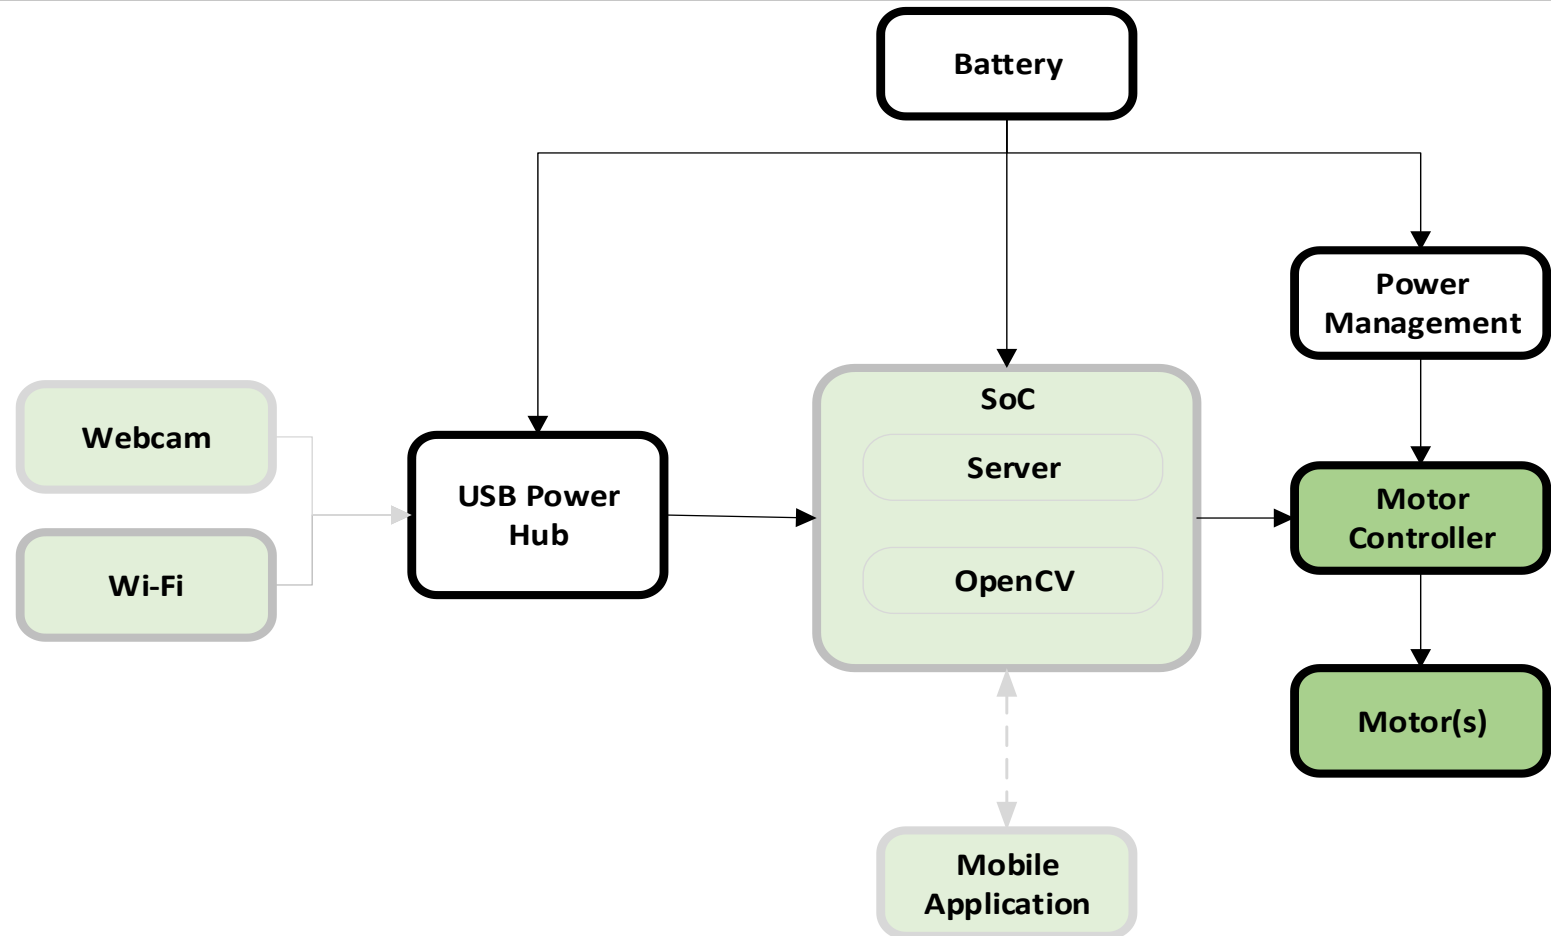 Battery
Power
Management
Webcam
Wi-Fi
USB Power
Hub
SoC
Server
OpenCV
Motor
Controller
Motor(s)
Mobile
Application